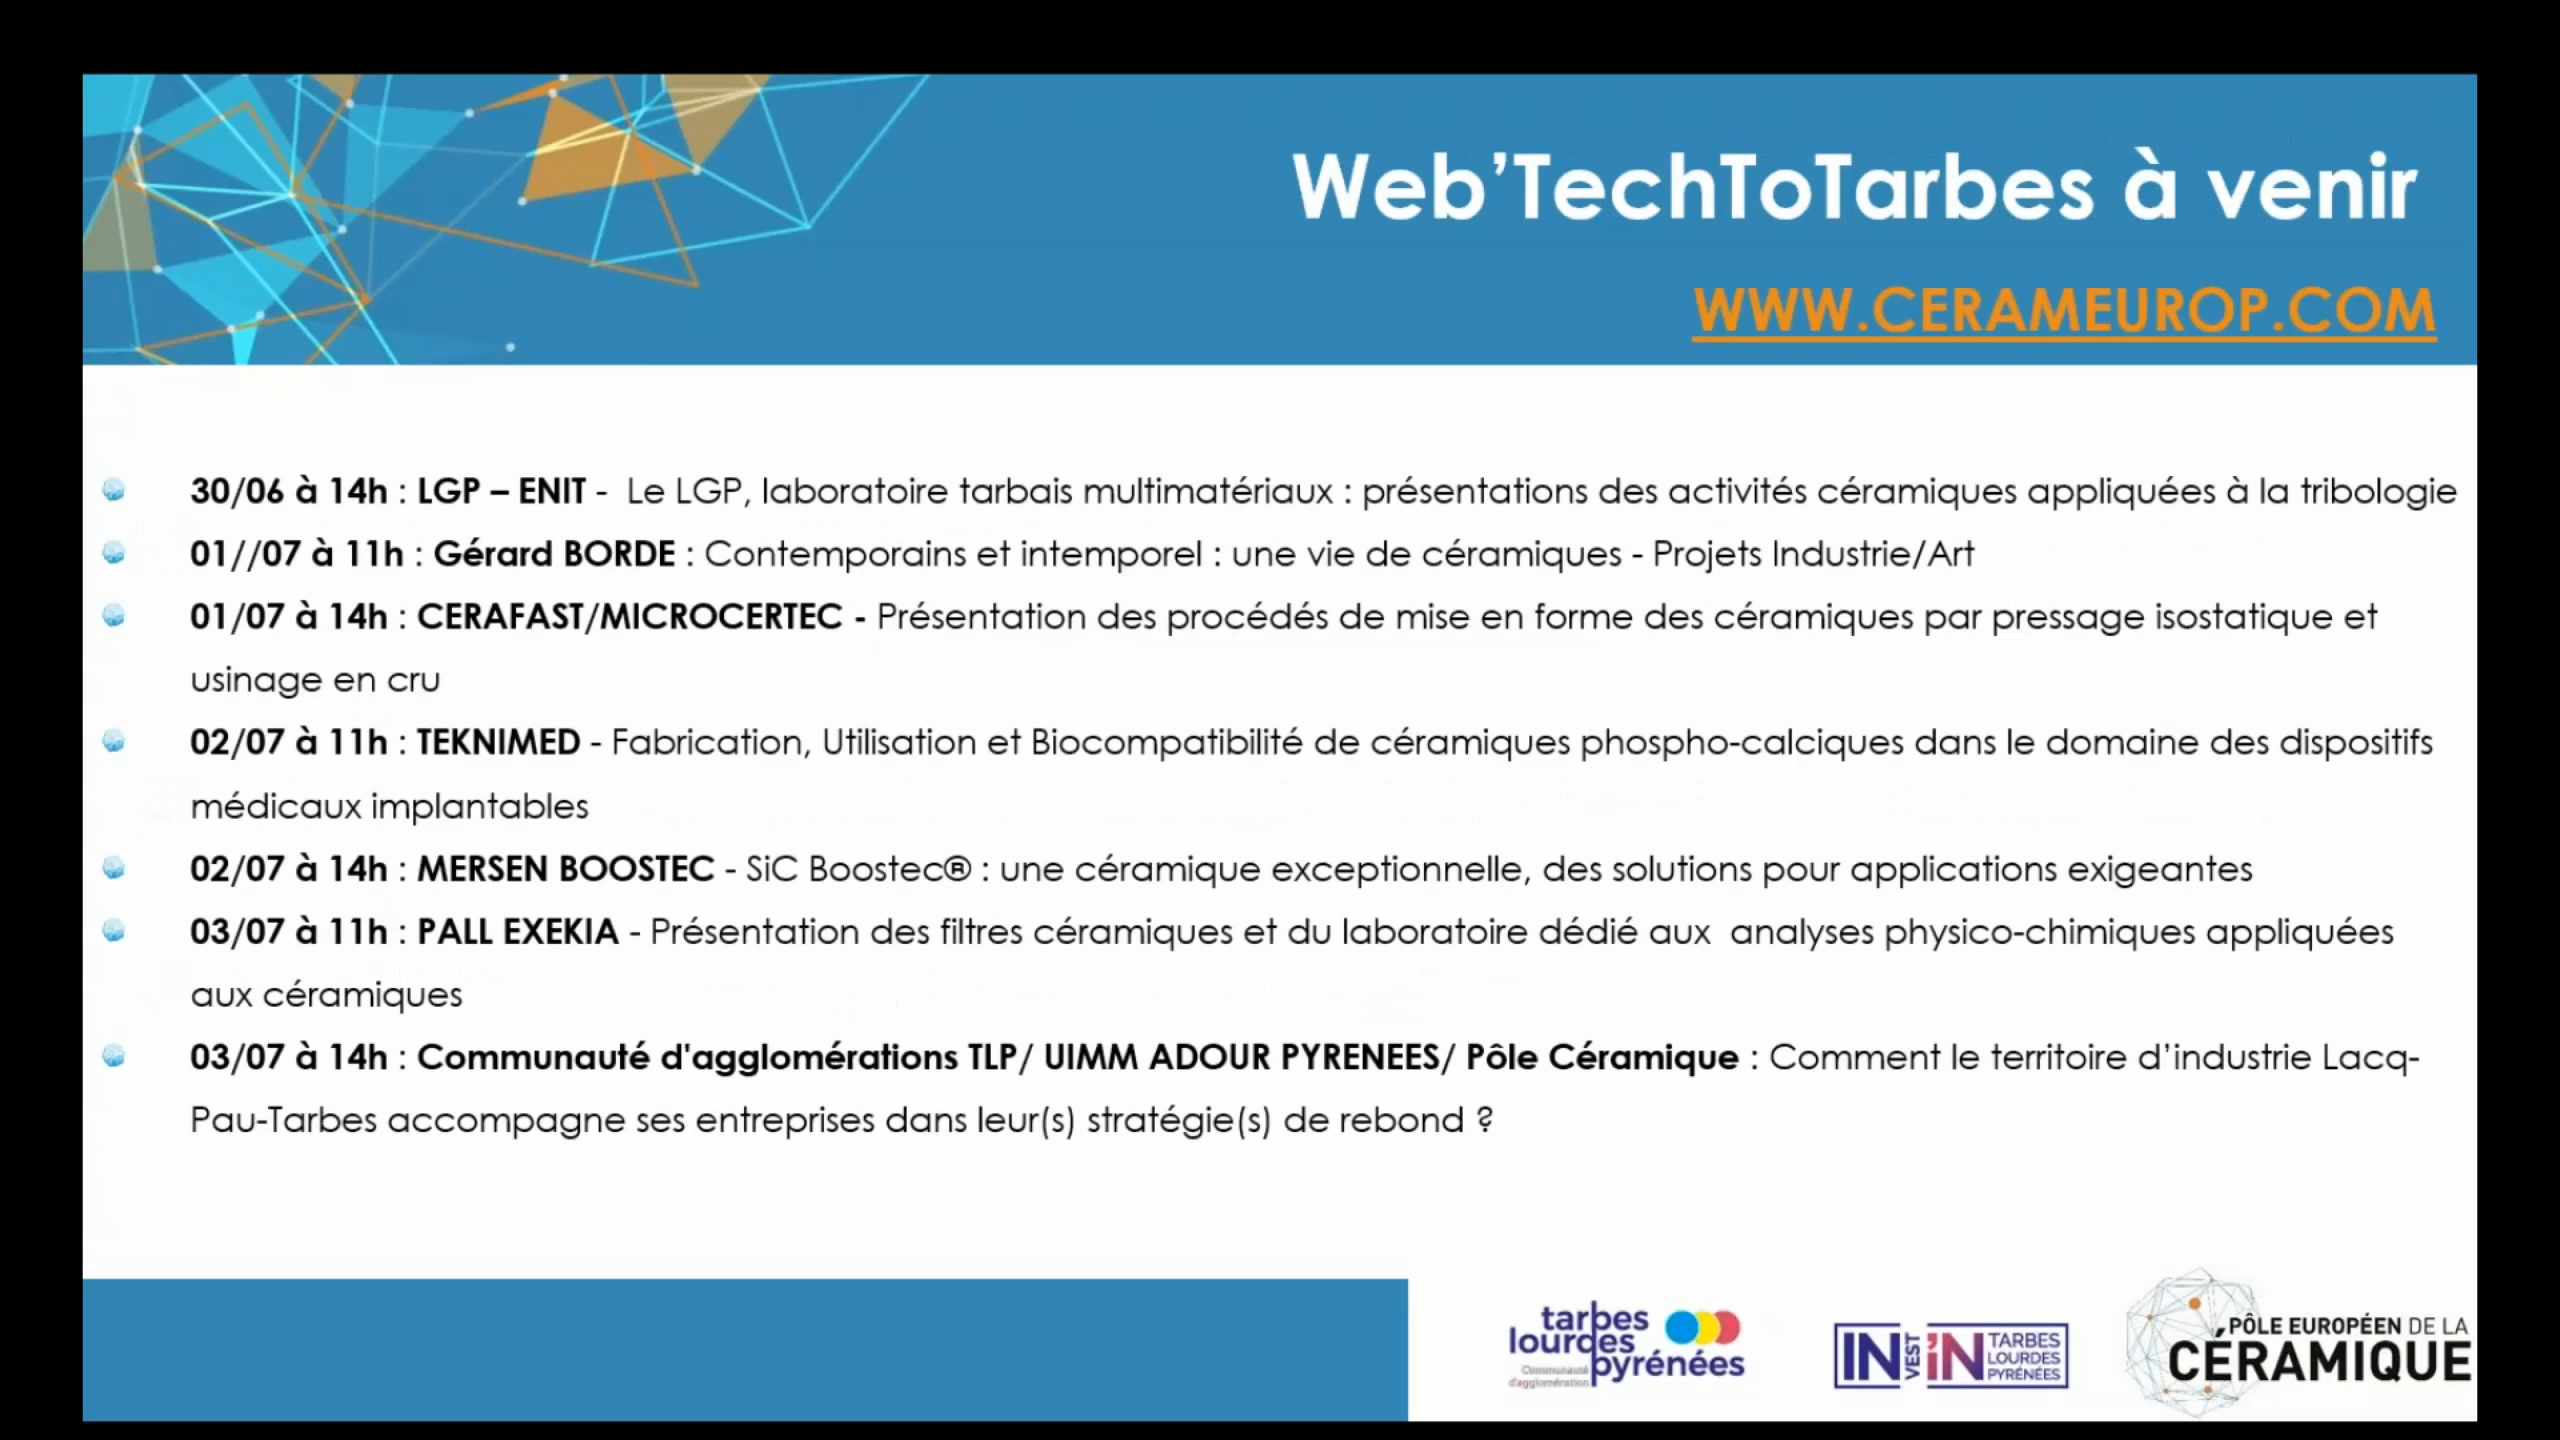 Web’TechToTarbes à venir
WWW.CERAMEUROP.COM
30/06 à 14h : LGP – ENIT - Le LGP, laboratoire tarbais multimatériaux : présentations des activités céramiques appliquées à la tribologie
01//07 à 11h : Gérard BORDE : Contemporains et intemporel : une vie de céramiques - Projets Industrie/Art
01/07 à 14h : CERAFAST/MICROCERTEC - Présentation des procédés de mise en forme des céramiques par pressage isostatique et
usinage en cru
02/07 à 11h : TEKNIMED - Fabrication, Utilisation et Biocompatibilité de céramiques phospho-calciques dans le domaine des dispositifs
médicaux implantables
02/07 à 14h : MERSEN BOOSTEC - SiC Boostec® : une céramique exceptionnelle, des solutions pour applications exigeantes
03/07 à 11h : PALL EXEKIA - Présentation des filtres céramiques et du laboratoire dédié aux analyses physico-chimiques appliquées
aux céramiques
03/07 à 14h : Communauté d'agglomérations TLP/ UIMM ADOUR PYRENEES/ Pôle Céramique : Comment le territoire d’industrie Lacq-
Pau-Tarbes accompagne ses entreprises dans leur(s) stratégie(s) de rebond ?
tarbes
lourdes
pyrénées
Communauté
d'agglomération
INVEST 'iN
TARBES
LOURDES
PYRÉNÉES
PÔLE EUROPÉEN DE LA
CÉRAMIQUE